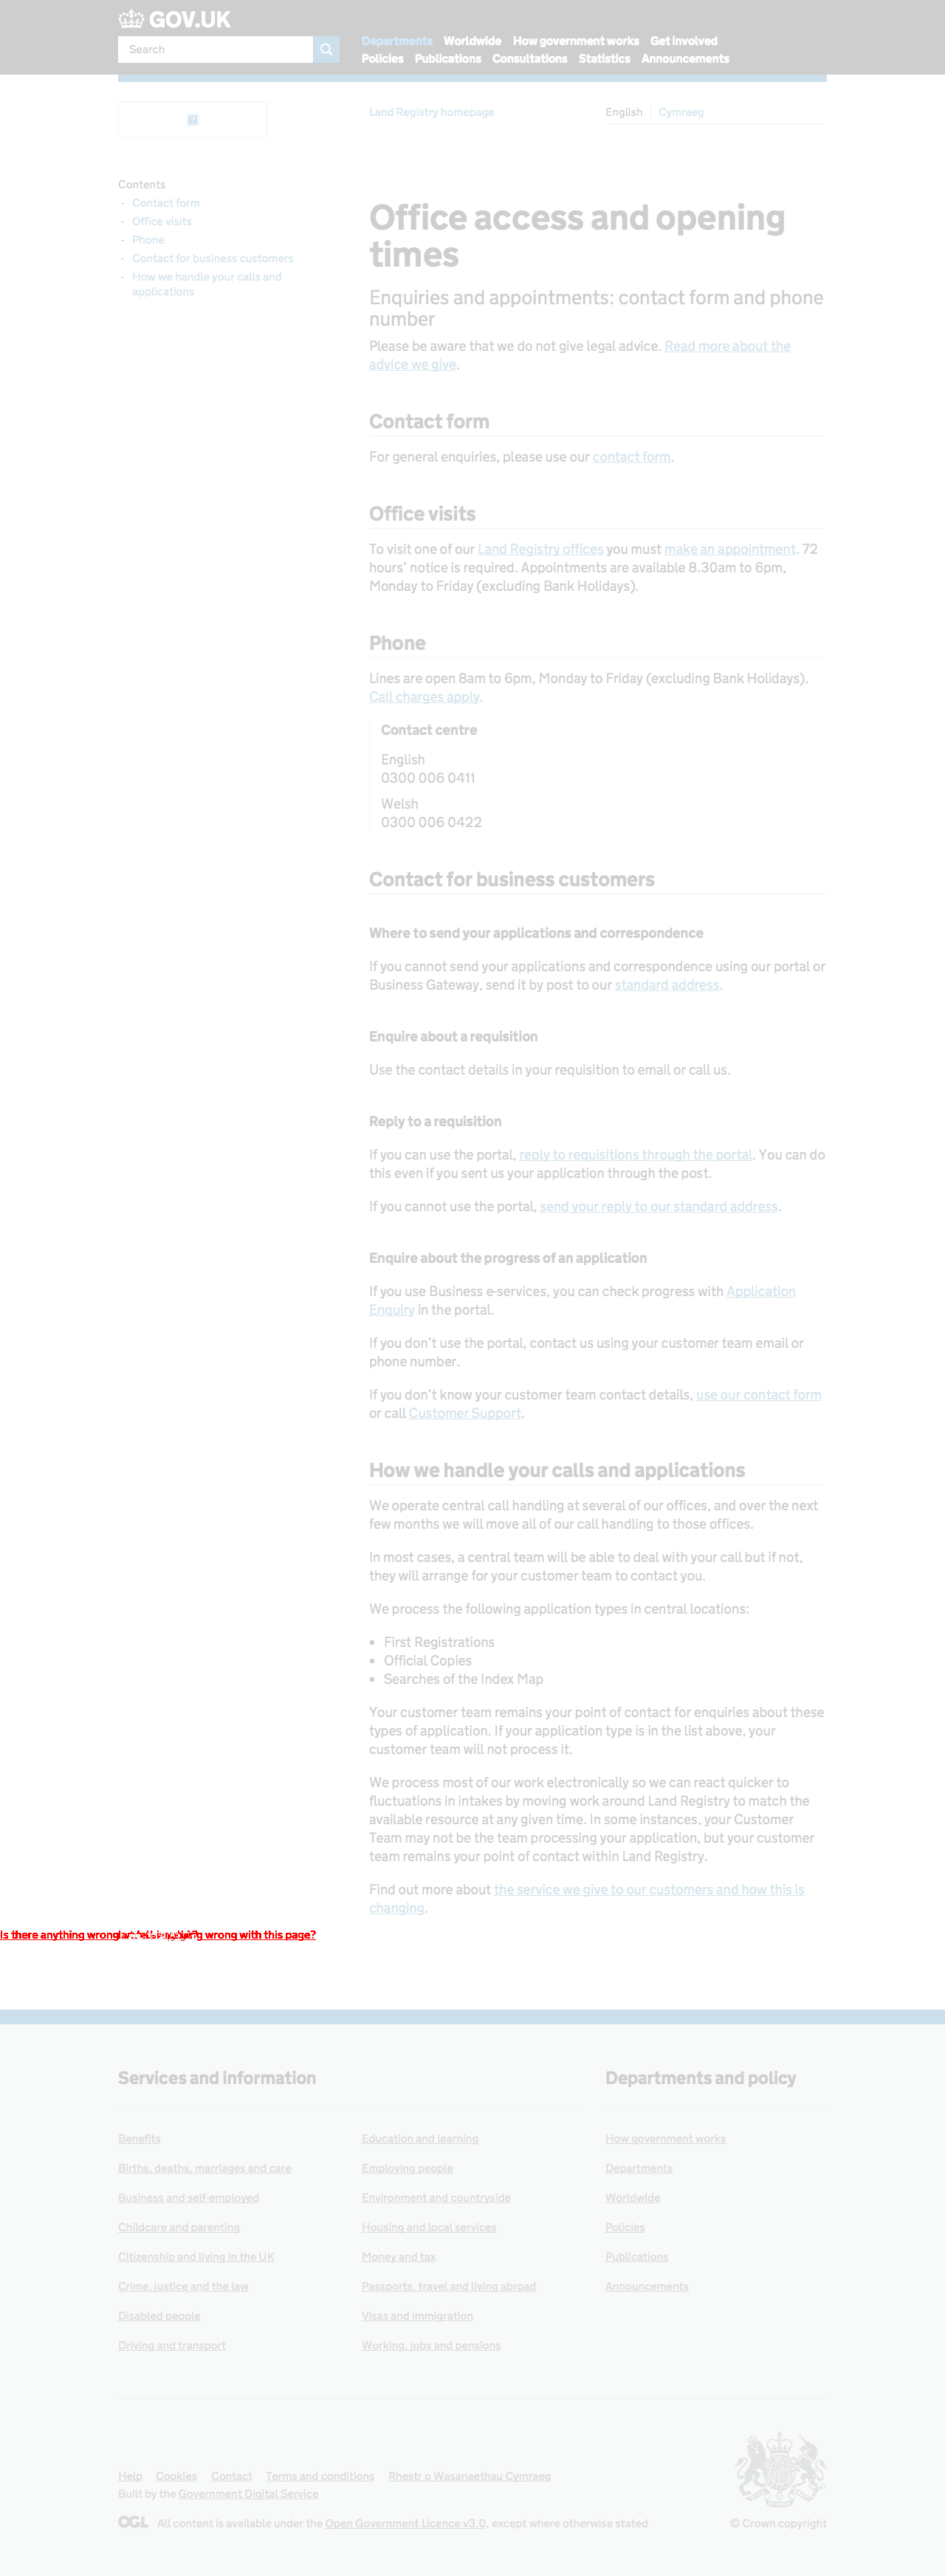 GOV.UK
Search
Departments Worldwide How government works Get involved
Policies Publications Consultations Statistics Announcements
Land Registry homepage
English Cymraeg
Contents
- Contact form
- Office visits
- Phone
- Contact for business customers
- How we handle your calls and
applications
Office access and opening
times
Enquiries and appointments: contact form and phone
number
Please be aware that we do not give legal advice. Read more about the
advice we give.
Contact form
For general enquiries, please use our contact form.
Office visits
To visit one of our Land Registry offices you must make an appointment. 72
hours’ notice is required. Appointments are available 8.30am to 6pm,
Monday to Friday (excluding Bank Holidays).
Phone
Lines are open 8am to 6pm, Monday to Friday (excluding Bank Holidays).
Call charges apply.
Contact centre
English
0300 006 0411
Welsh
0300 006 0422
Contact for business customers
Where to send your applications and correspondence
If you cannot send your applications and correspondence using our portal or
Business Gateway, send it by post to our standard address.
Enquire about a requisition
Use the contact details in your requisition to email or call us.
Reply to a requisition
If you can use the portal, reply to requisitions through the portal. You can do
this even if you sent us your application through the post.
If you cannot use the portal, send your reply to our standard address.
Enquire about the progress of an application
If you use Business e-services, you can check progress with Application
Enquiry in the portal.
If you don’t use the portal, contact us using your customer team email or
phone number.
If you don’t know your customer team contact details, use our contact form
or call Customer Support.
How we handle your calls and applications
We operate central call handling at several of our offices, and over the next
few months we will move all of our call handling to those offices.
In most cases, a central team will be able to deal with your call but if not,
they will arrange for your customer team to contact you.
We process the following application types in central locations:
• First Registrations
• Official Copies
• Searches of the Index Map
Your customer team remains your point of contact for enquiries about these
types of application. If your application type is in the list above, your
customer team will not process it.
We process most of our work electronically so we can react quicker to
fluctuations in intakes by moving work around Land Registry to match the
available resource at any given time. In some instances, your Customer
Team may not be the team processing your application, but your customer
team remains your point of contact within Land Registry.
Find out more about the service we give to our customers and how this is
changing.
Is there anything wrong with this page?
Services and information
Departments and policy
Benefits
Births, deaths, marriages and care
Business and self-employed
Childcare and parenting
Citizenship and living in the UK
Crime, justice and the law
Disabled people
Driving and transport
Education and learning
Employing people
Environment and countryside
Housing and local services
Money and tax
Passports, travel and living abroad
Visas and immigration
Working, jobs and pensions
How government works
Departments
Worldwide
Policies
Publications
Announcements
Help Cookies Contact Terms and conditions Rhestr o Wasanaethau Cymraeg
Built by the Government Digital Service
OGL All content is available under the Open Government Licence v3.0, except where otherwise stated
© Crown copyright